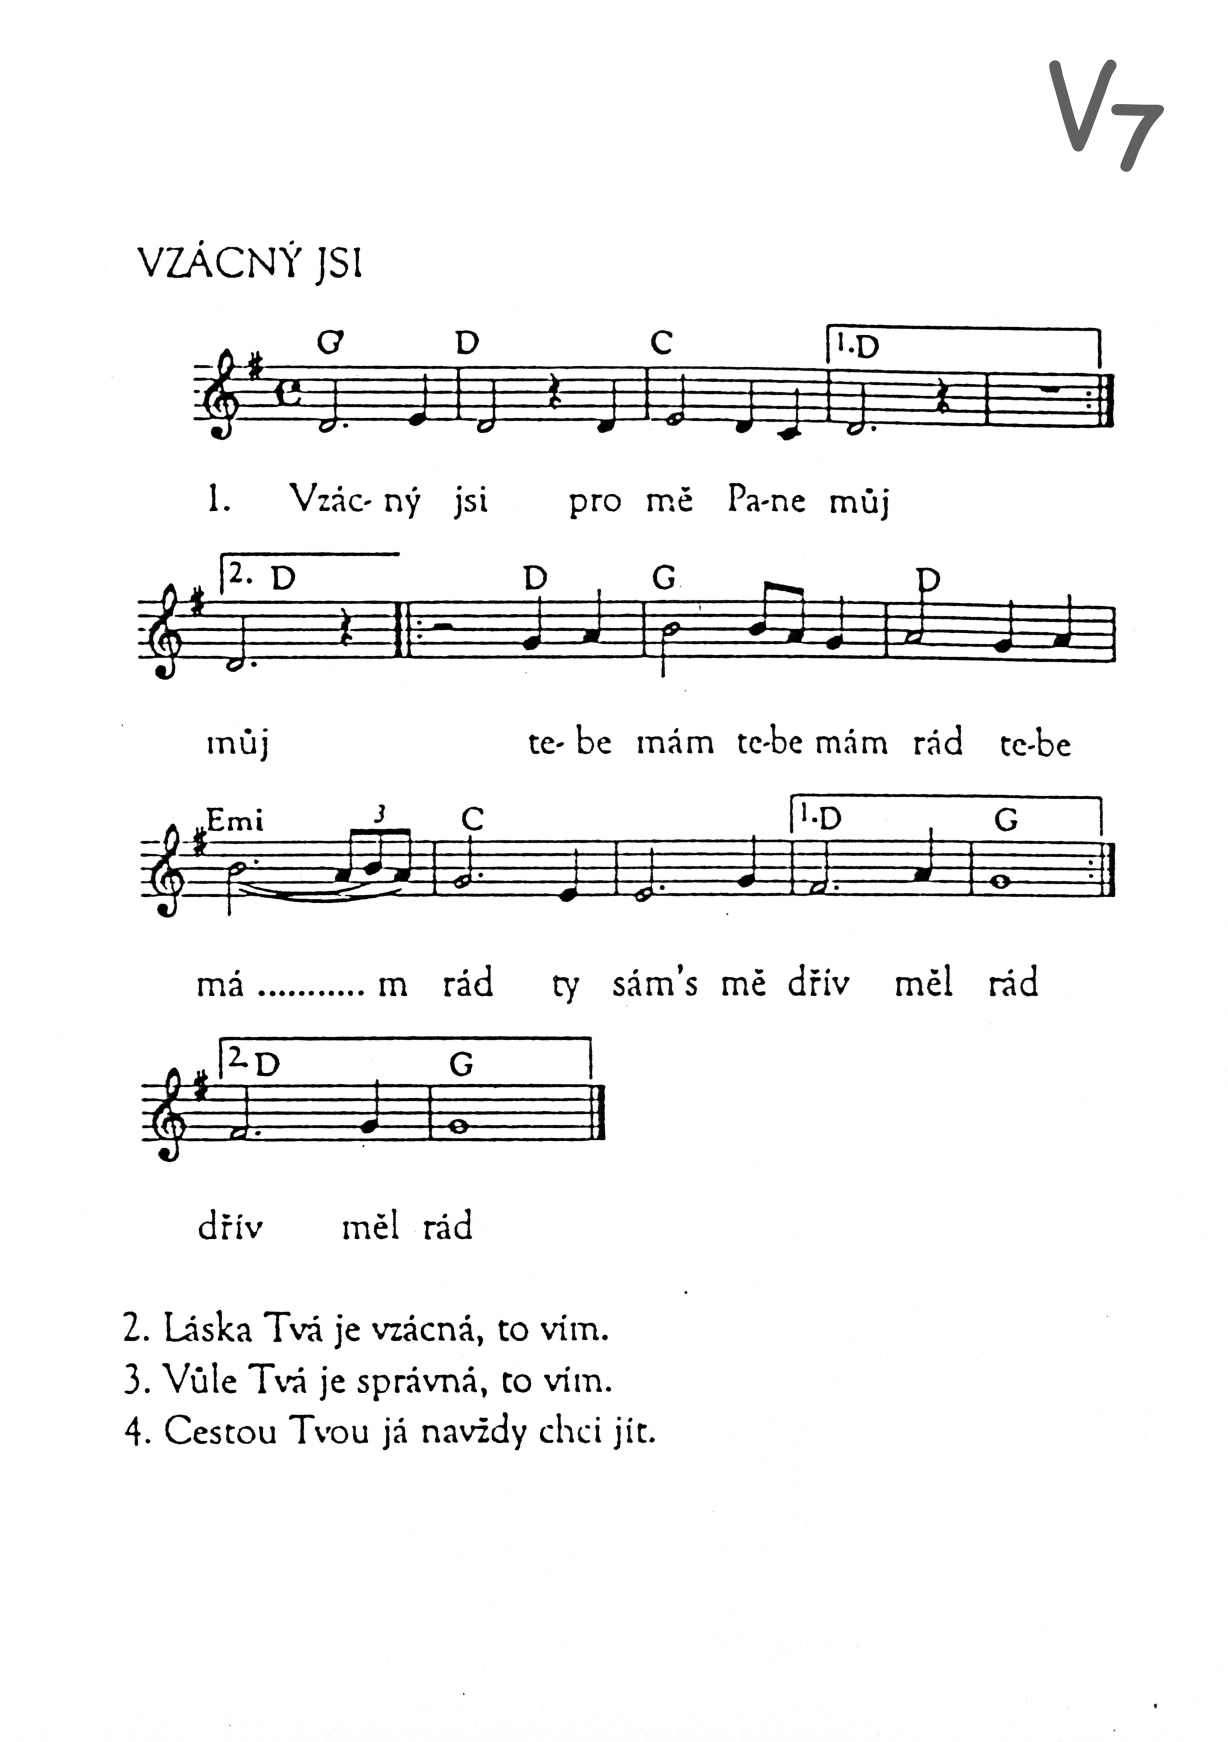 V7
VZÁCNÝ JSI
G D C 1.D
1. Vzác- ný jsi pro mě Pa-ne můj
2. D D G D
můj te- be mám te-be mám rád te-be
Emi 3 C 1.D G
má ........... m rád ty sám's mě dřív měl rád
2. D G
dřív měl rád
2. Láska Tvá je vzácná, to vím.
3. Vůle Tvá je správná, to vím.
4. Cestou Tvou já navždy chci jít.